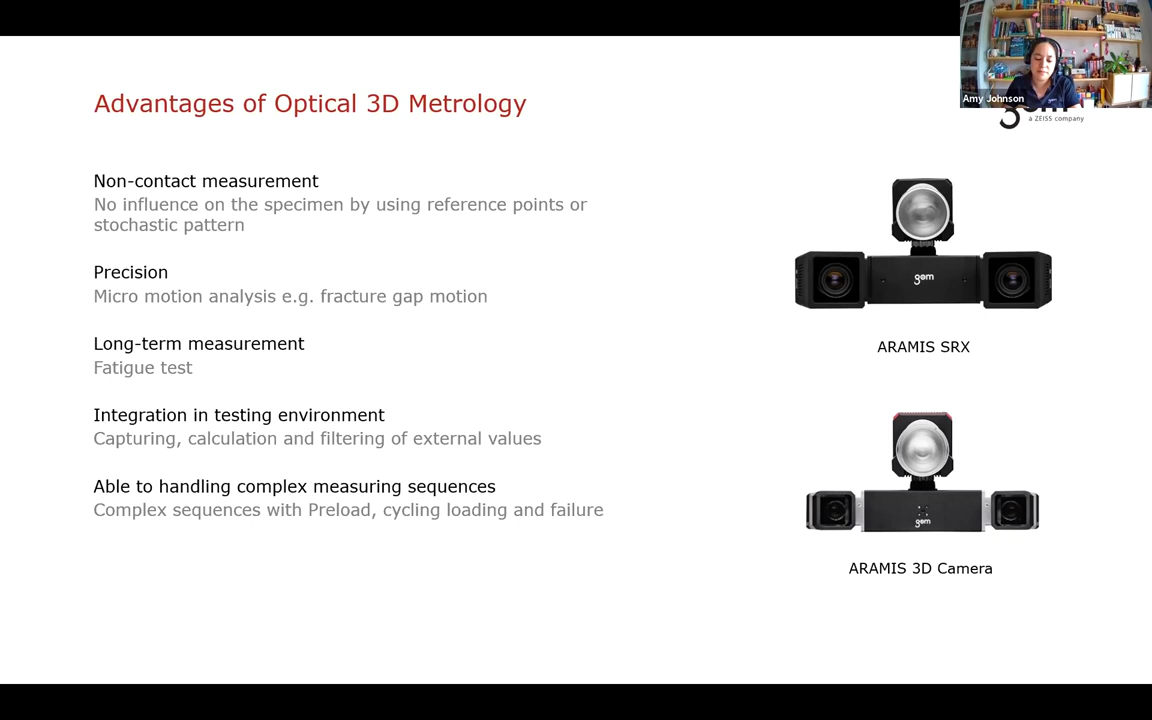 Advantages of Optical 3D Metrology
Amy Johnson
a ZEISS company
Non-contact measurement
No influence on the specimen by using reference points or
stochastic pattern
Precision
Micro motion analysis e.g. fracture gap motion
Long-term measurement
Fatigue test
Integration in testing environment
Capturing, calculation and filtering of external values
Able to handling complex measuring sequences
Complex sequences with Preload, cycling loading and failure
gom
ARAMIS SRX
gom
ARAMIS 3D Camera